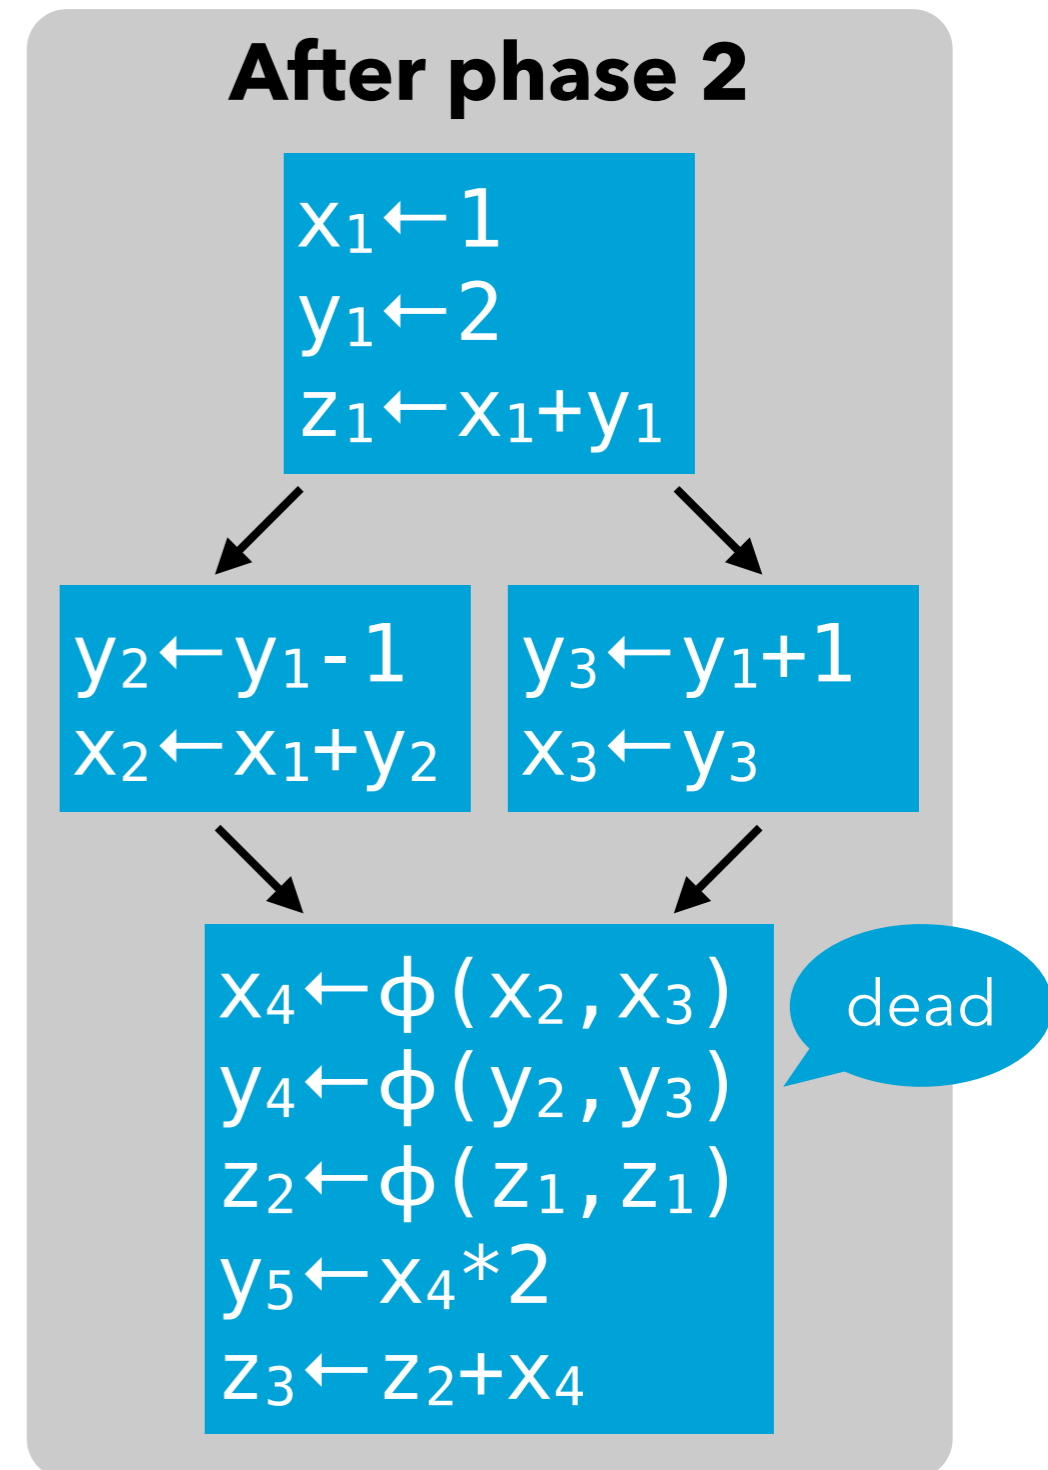 After phase 2
x₁←1
y₁←2
z₁←x₁+y₁
y₂←y₁-1
x₂←x₁+y₂
y₃←y₁+1
x₃←y₃
x₄←ϕ(x₂,x₃)
y₄←ϕ(y₂,y₃)
z₂←ϕ(z₁,z₁)
y₅←x₄*2
z₃←z₂+x₄
dead